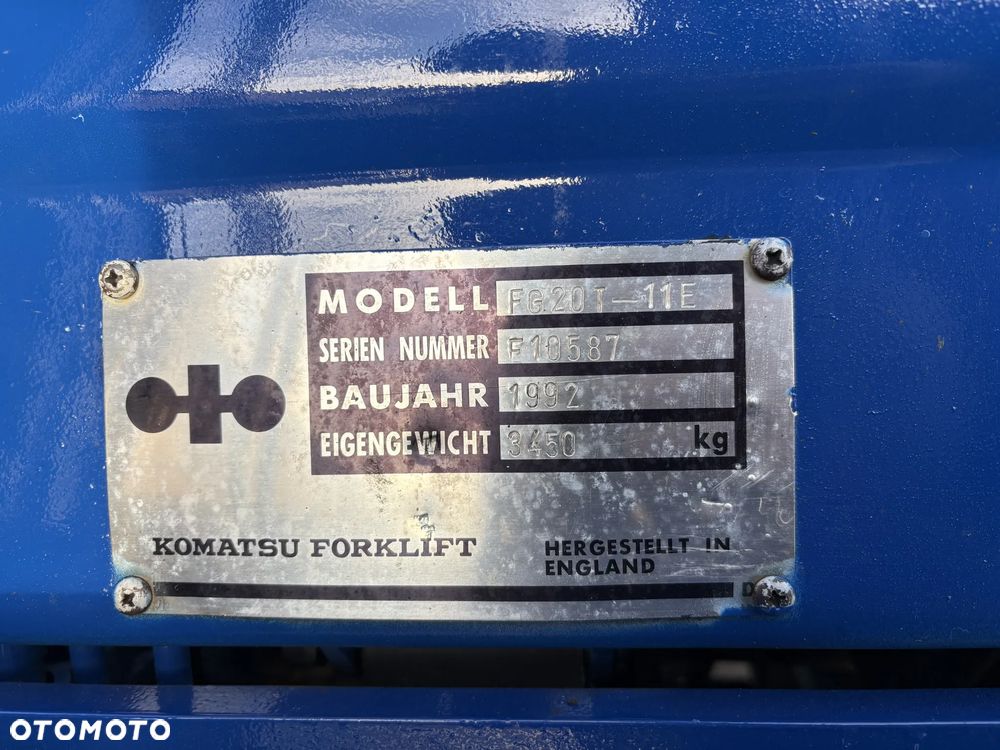 MODELL FG20T-11E
SERIEN NUMMER F10587
BAUJAHR 1992
EIGENGEWICHT 3450 kg
KOMATSU FORKLIFT
HERGESTELLT IN
ENGLAND
D
OTOMOTO